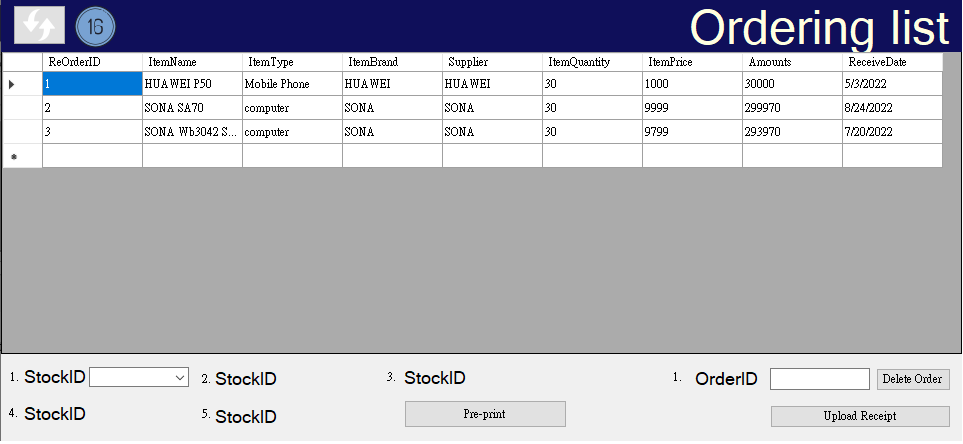 16 Ordering list
ReOrderID ItemName ItemType ItemBrand Supplier ItemQuantity ItemPrice Amounts ReceiveDate
1 HUAWEI P50 Mobile Phone HUAWEI HUAWEI 30 1000 30000 5/3/2022
2 SONA SA70 computer SONA SONA 30 9999 299970 8/24/2022
3 SONA Wb3042 S... computer SONA SONA 30 9799 293970 7/20/2022
1. StockID 2. StockID 3. StockID 1. OrderID Delete Order
4. StockID 5. StockID Pre-print Upload Receipt